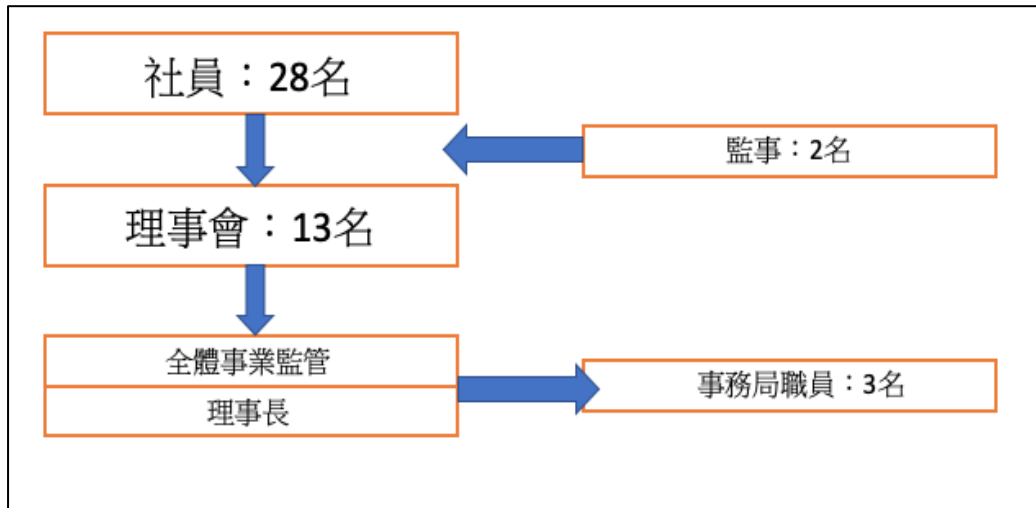 社員：28名
監事：2名
理事會：13名
全體事業監管
理事長
事務局職員：3名